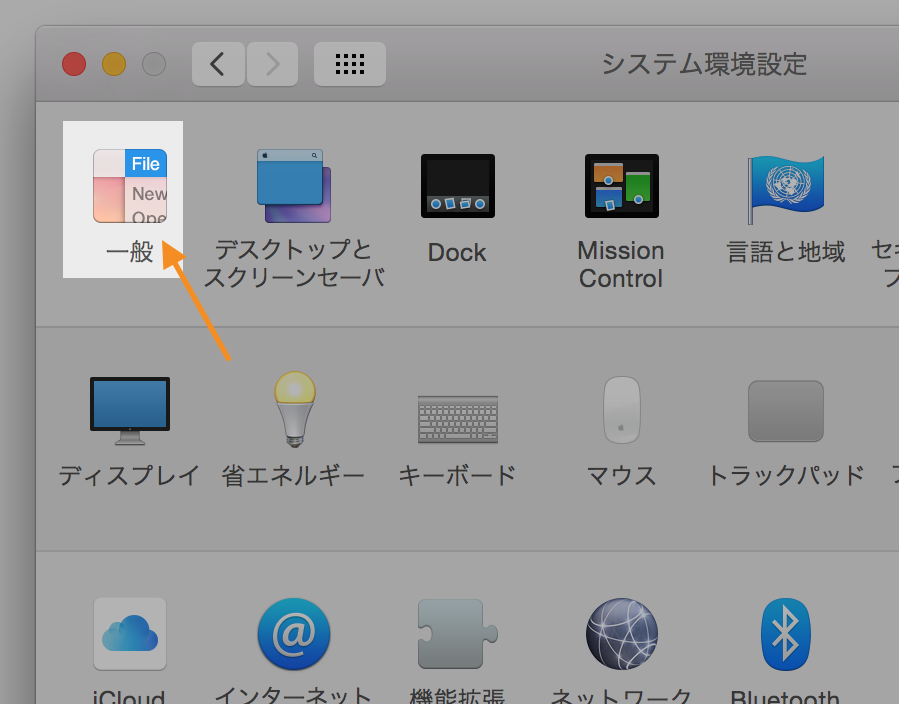 システム環境設定
File
New
Ope
一般
デスクトップと
スクリーンセーバ
Dock
Mission
Control
言語と地域
セキ
ディスプレイ
省エネルギー
キーボード
マウス
トラックパッド
iCloud
インターネット
機能拡張
ネットワーク
Bluetooth